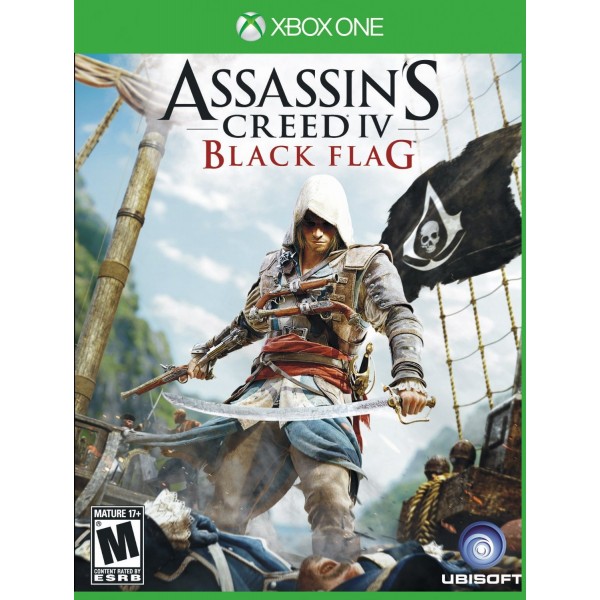 XBOX ONE
ASSASSIN'S
CREED IV
BLACK FLAG
MATURE 17+
M
CONTENT RATED BY
ESRB
UBISOFT